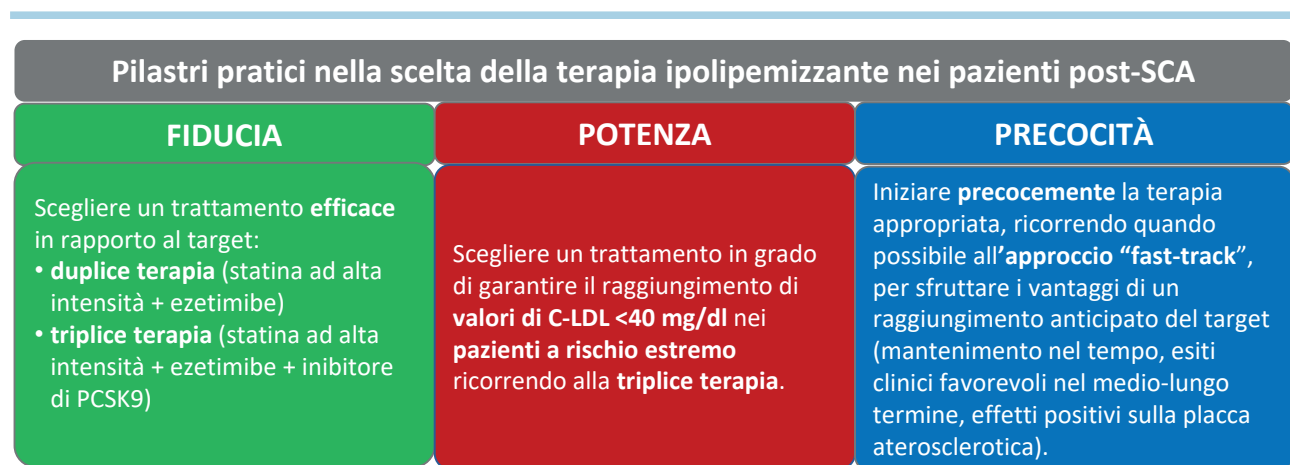 Pilastri pratici nella scelta della terapia ipolipemizzante nei pazienti post-SCA
FIDUCIA
Scegliere un trattamento efficace
in rapporto al target:
• duplice terapia (statina ad alta
intensità + ezetimibe)
• triplice terapia (statina ad alta
intensità + ezetimibe + inibitore
di PCSK9)
POTENZA
Scegliere un trattamento in grado
di garantire il raggiungimento di
valori di C-LDL <40 mg/dl nei
pazienti a rischio estremo
ricorrendo alla triplice terapia.
PRECOCITÀ
Iniziare precocemente la terapia
appropriata, ricorrendo quando
possibile all’approccio “fast-track”,
per sfruttare i vantaggi di un
raggiungimento anticipato del target
(mantenimento nel tempo, esiti
clinici favorevoli nel medio-lungo
termine, effetti positivi sulla placca
aterosclerotica).